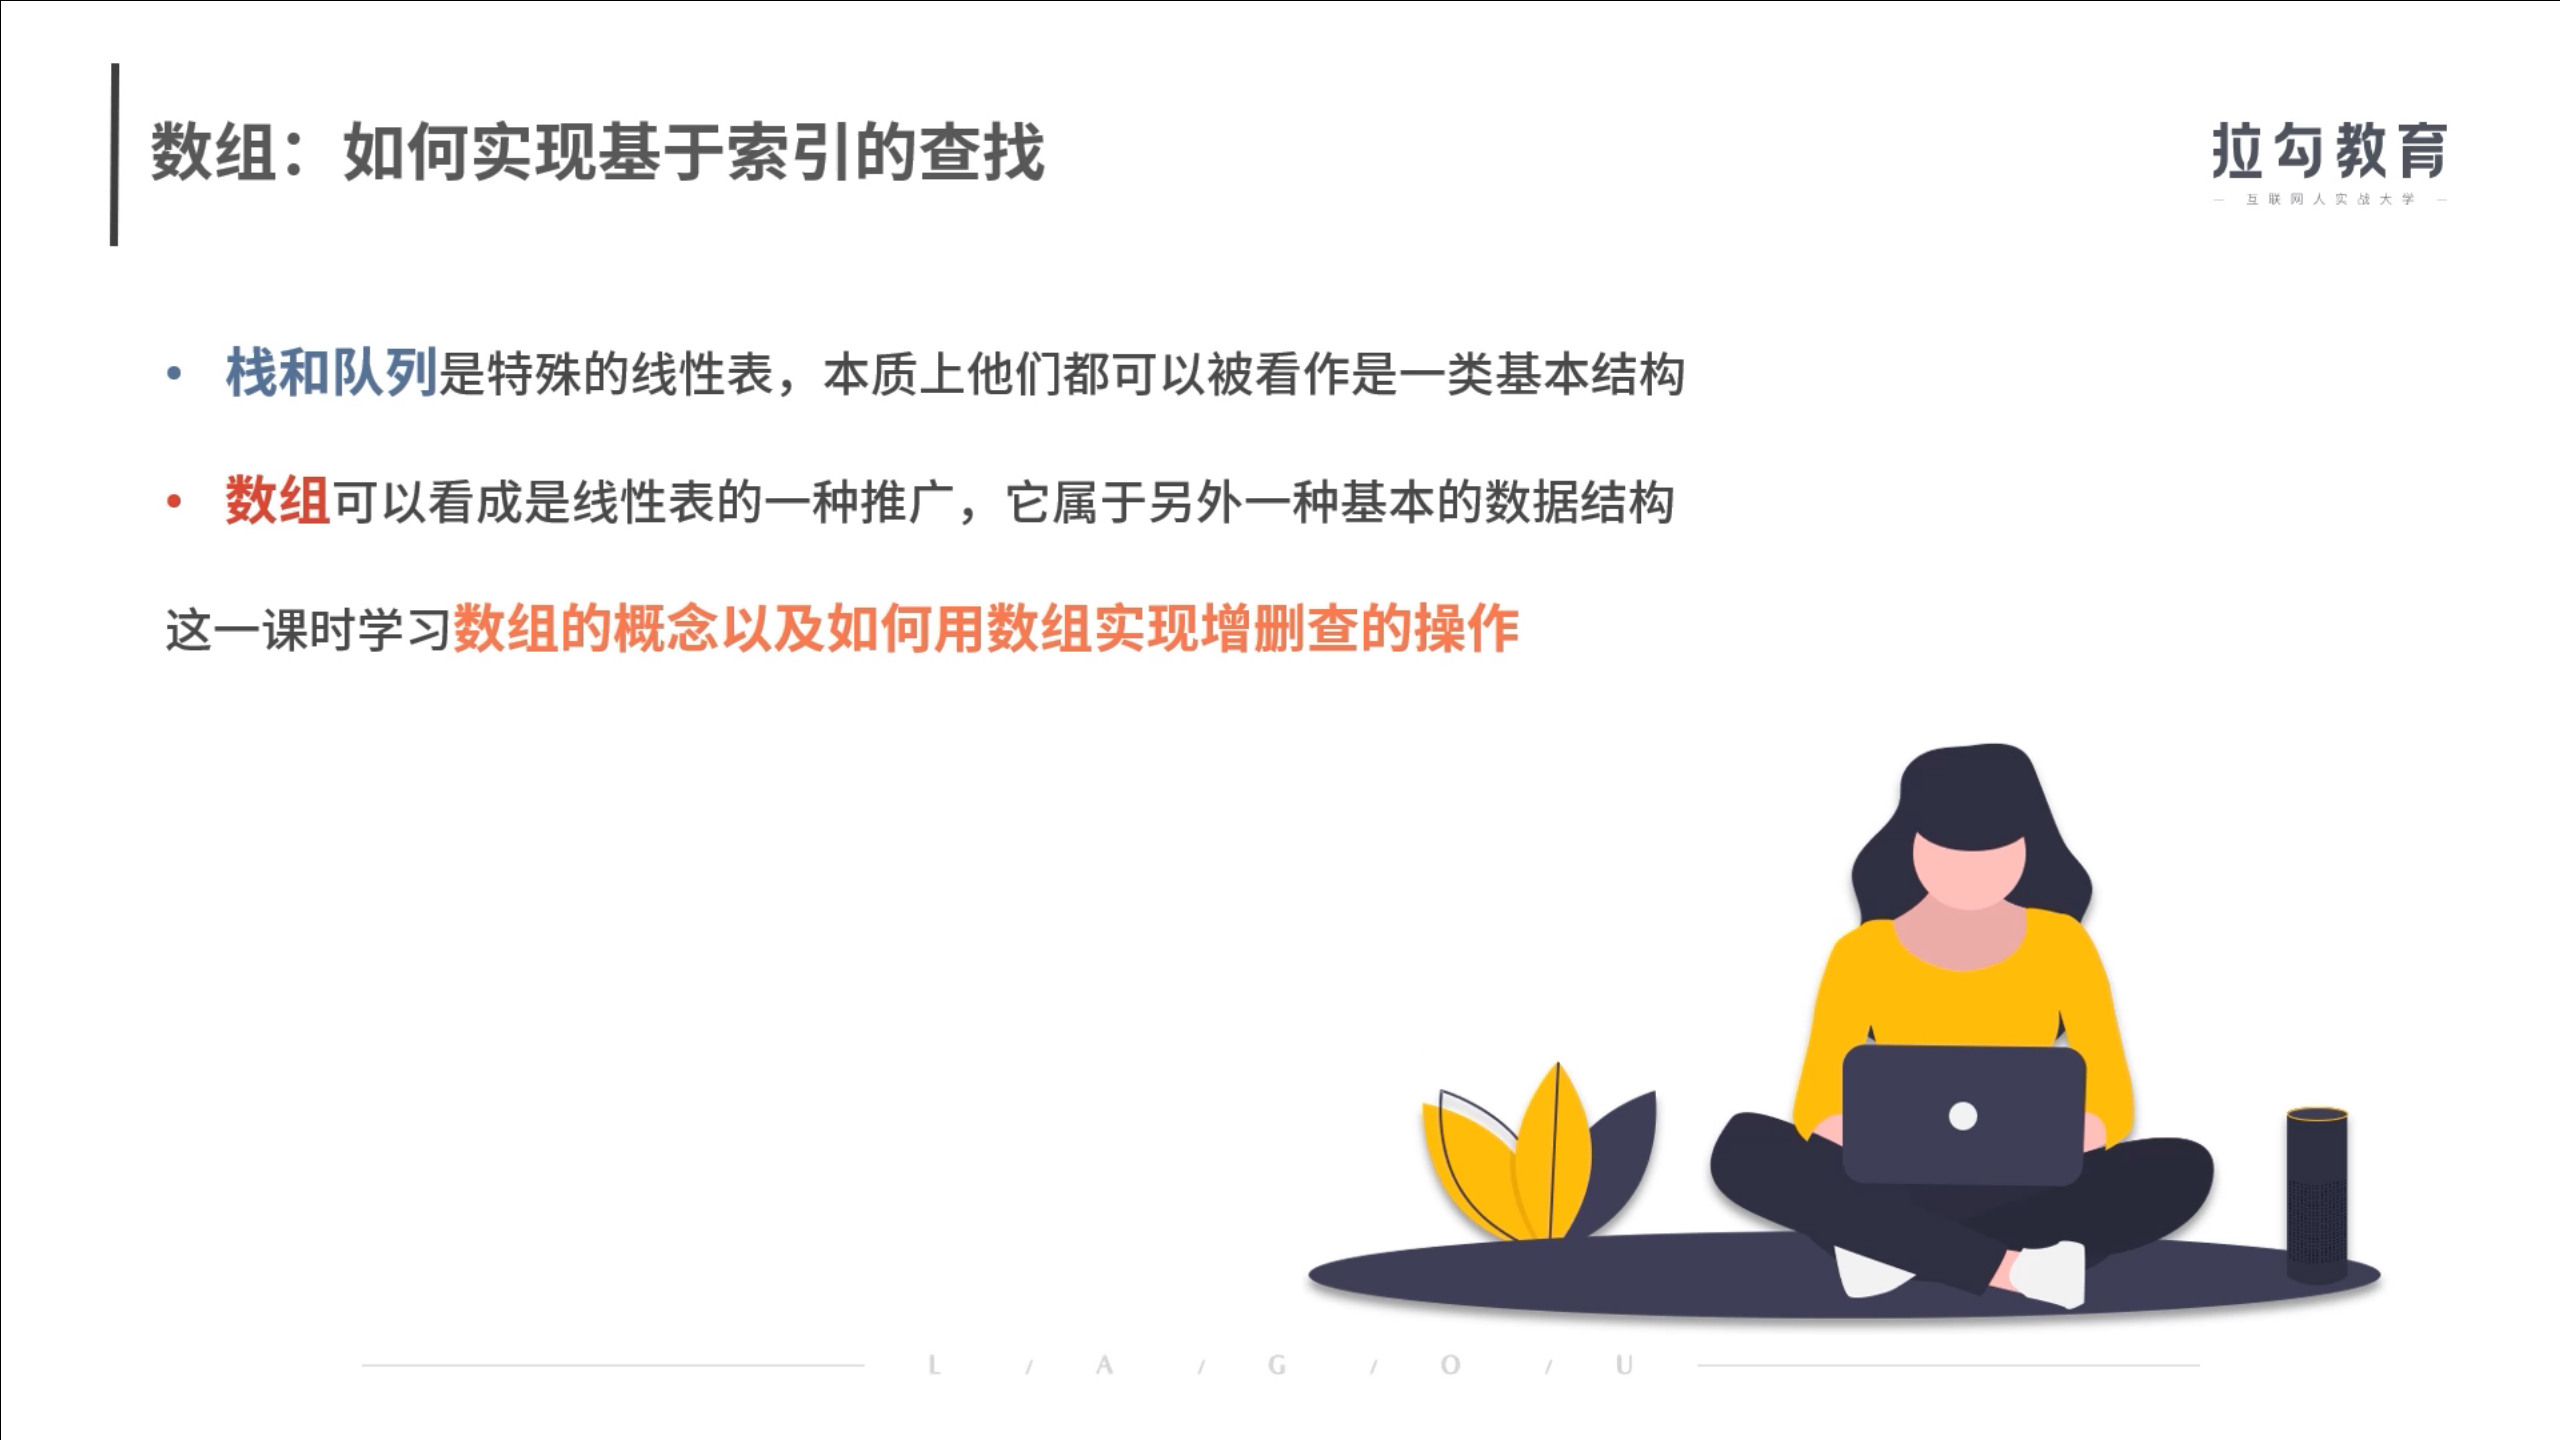 数组：如何实现基于索引的查找
拉勾教育
— 互联网人实战大学 —
• 栈和队列是特殊的线性表，本质上他们都可以被看作是一类基本结构
• 数组可以看成是线性表的一种推广，它属于另外一种基本的数据结构
这一课时学习数组的概念以及如何用数组实现增删查的操作
L / A / G / O / U